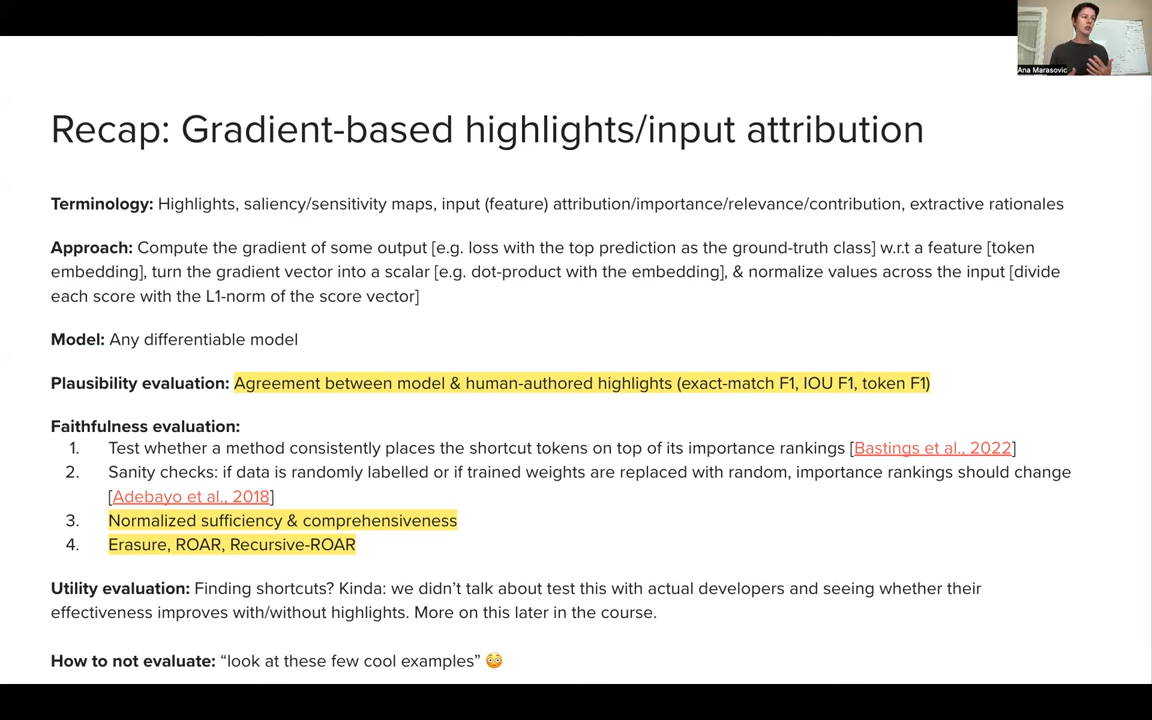 Ana Marasovic
Recap: Gradient-based highlights/input attribution
Terminology: Highlights, saliency/sensitivity maps, input (feature) attribution/importance/relevance/contribution, extractive rationales
Approach: Compute the gradient of some output [e.g. loss with the top prediction as the ground-truth class] w.r.t a feature [token
embedding], turn the gradient vector into a scalar [e.g. dot-product with the embedding], & normalize values across the input [divide
each score with the L1-norm of the score vector]
Model: Any differentiable model
Plausibility evaluation: Agreement between model & human-authored highlights (exact-match F1, IOU F1, token F1)
Faithfulness evaluation:
1. Test whether a method consistently places the shortcut tokens on top of its importance rankings [Bastings et al., 2022]
2. Sanity checks: if data is randomly labelled or if trained weights are replaced with random, importance rankings should change
[Adebayo et al., 2018]
3. Normalized sufficiency & comprehensiveness
4. Erasure, ROAR, Recursive-ROAR
Utility evaluation: Finding shortcuts? Kinda: we didn’t talk about test this with actual developers and seeing whether their
effectiveness improves with/without highlights. More on this later in the course.
How to not evaluate: “look at these few cool examples” 😳